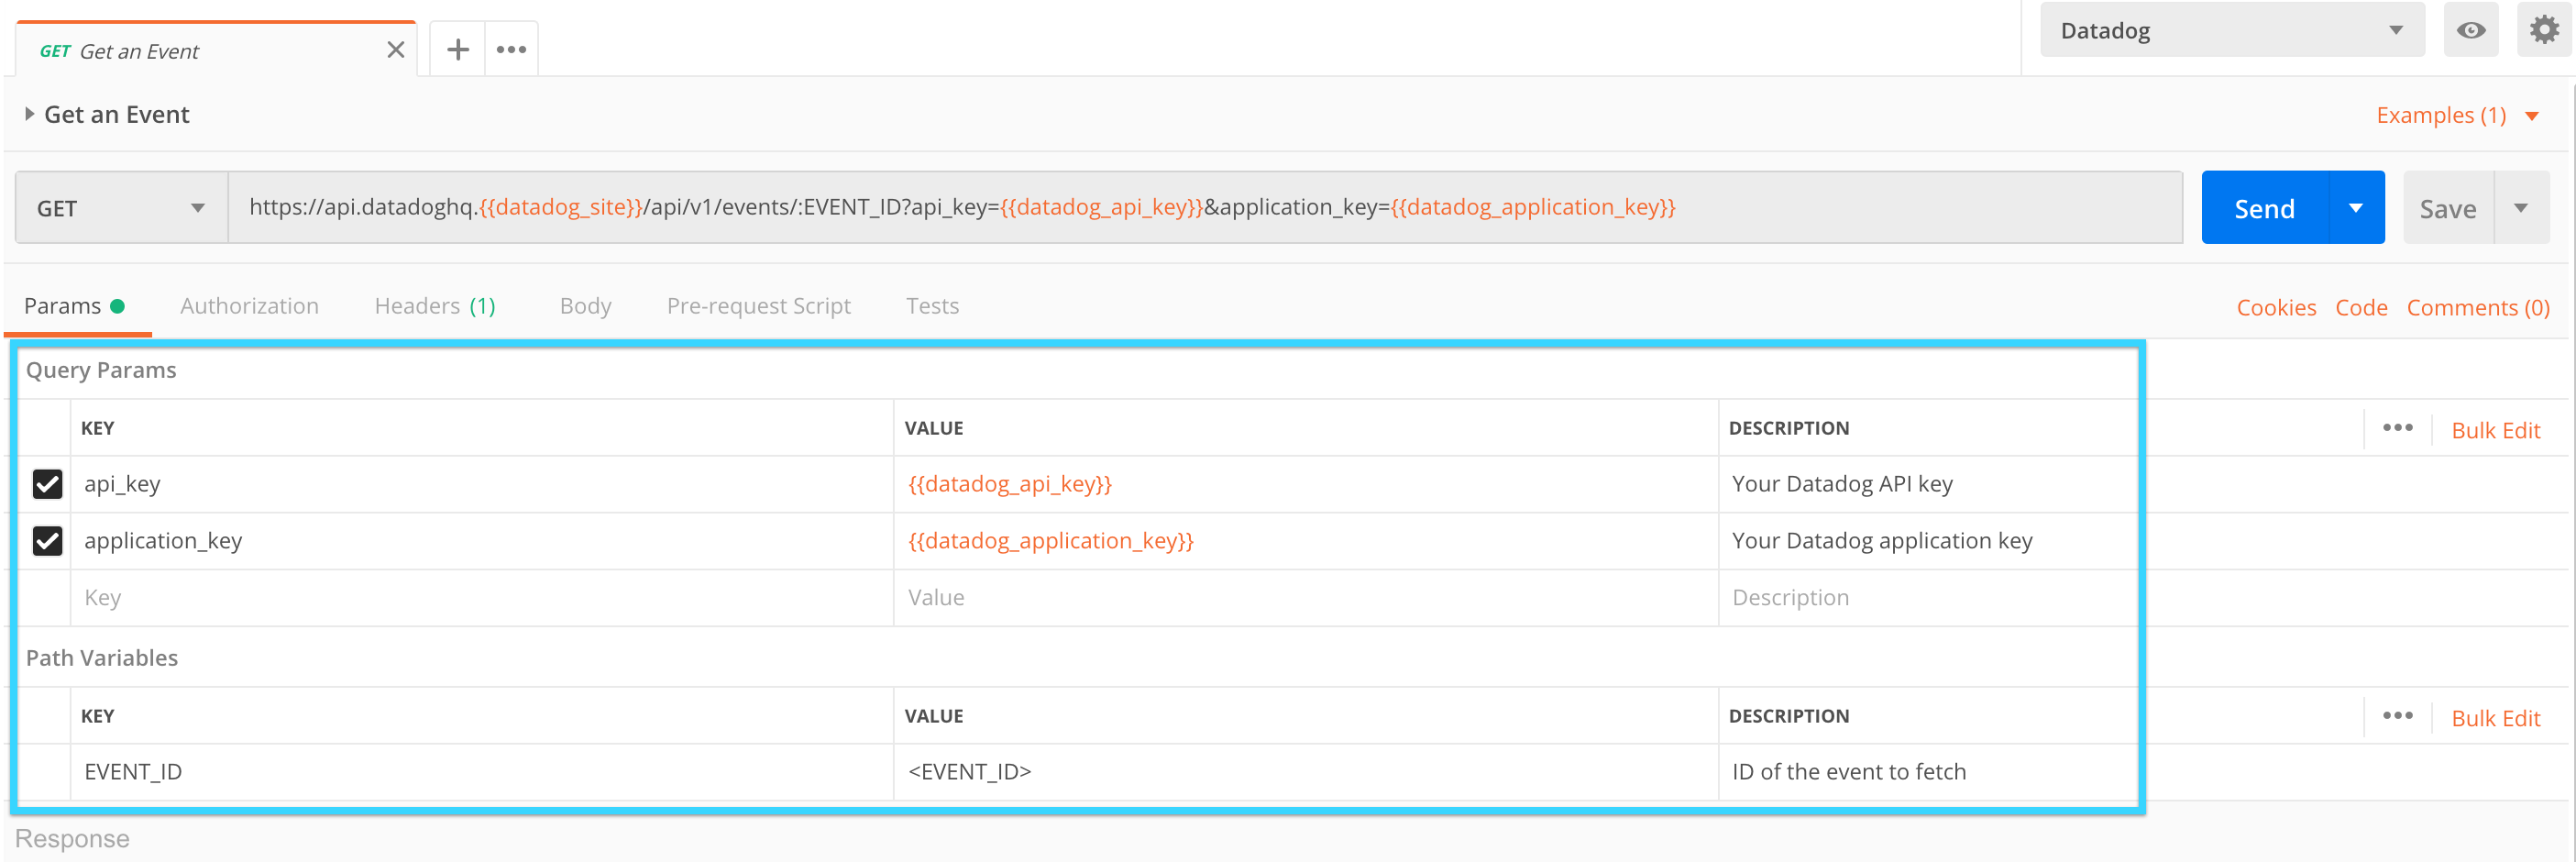 GET Get an Event
Datadog
Get an Event
Examples (1)
GET
https://api.datadoghq.{{datadog_site}}/api/v1/events/:EVENT_ID?api_key={{datadog_api_key}}&application_key={{datadog_application_key}}
Send
Save
Params Authorization Headers (1) Body Pre-request Script Tests
Cookies Code Comments (0)
Query Params
KEY VALUE DESCRIPTION
Bulk Edit
api_key {{datadog_api_key}} Your Datadog API key
application_key {{datadog_application_key}} Your Datadog application key
Key Value Description
Path Variables
KEY VALUE DESCRIPTION
Bulk Edit
EVENT_ID <EVENT_ID> ID of the event to fetch
Response